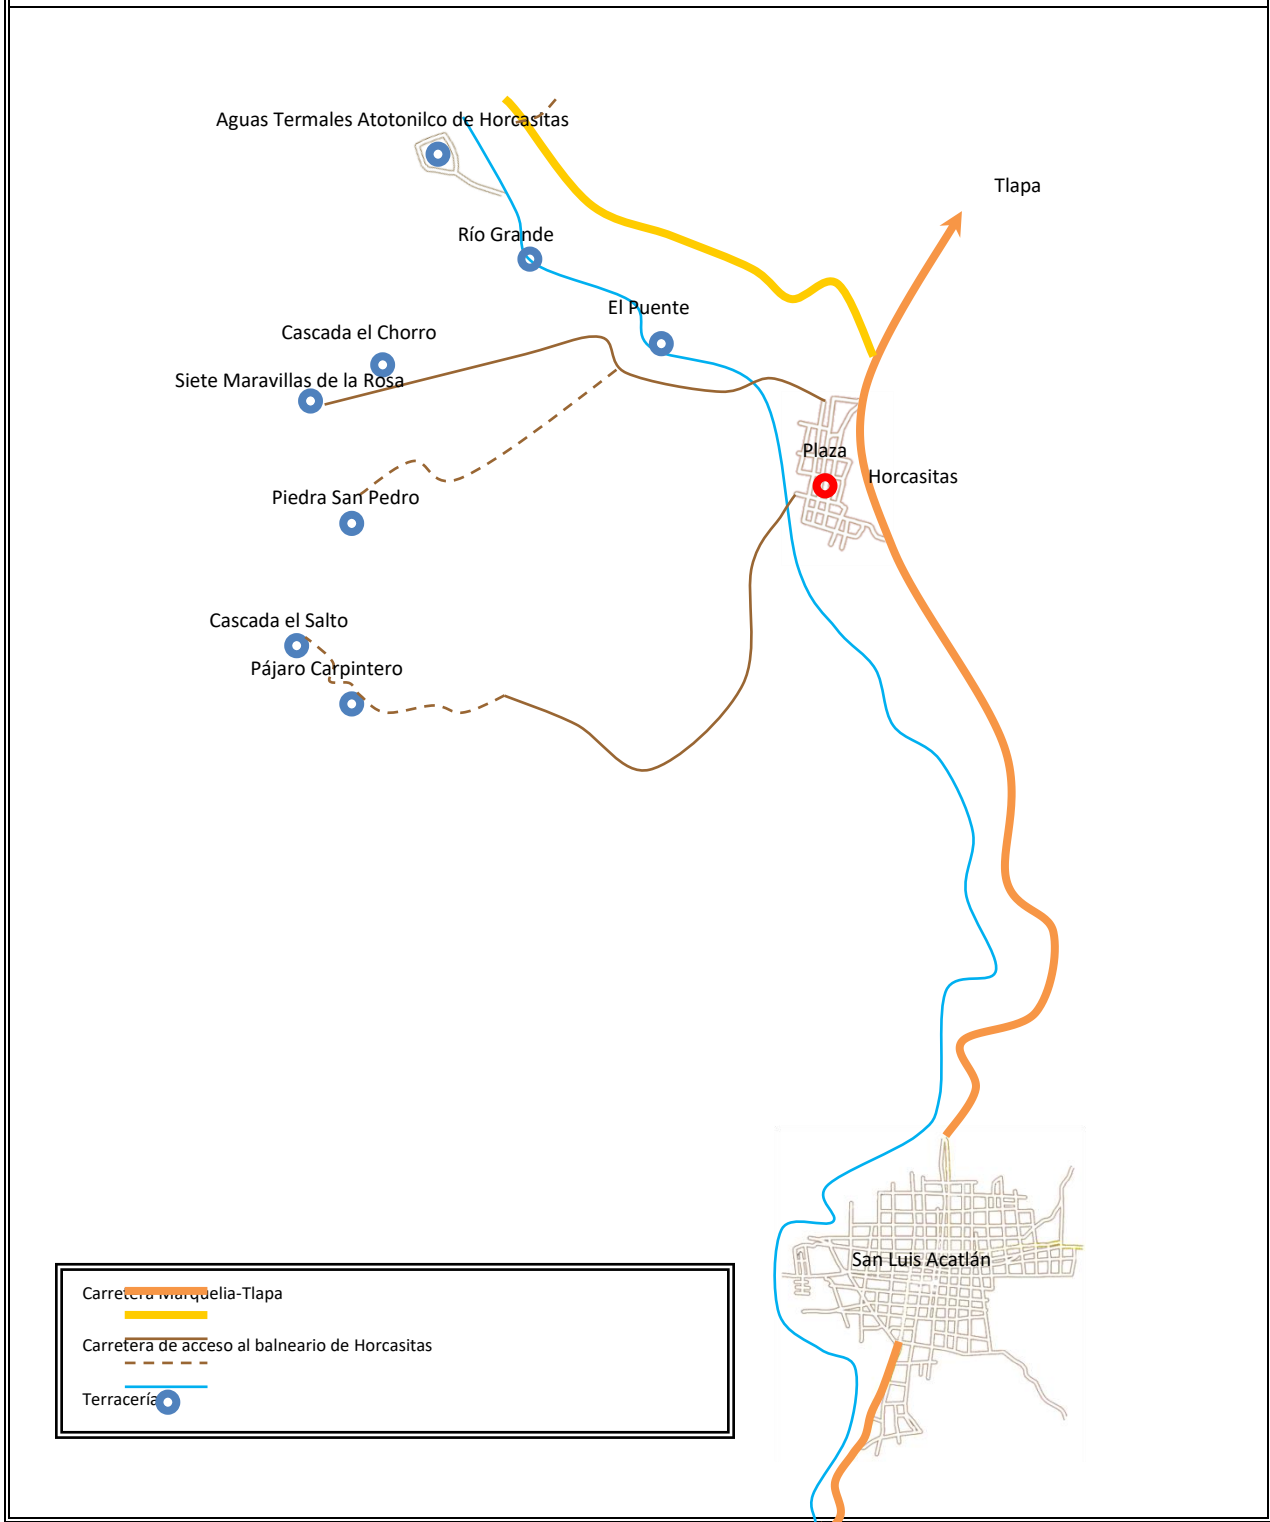 Aguas Termales Atotonilco de Horcasitas
Tlapa
Río Grande
El Puente
Cascada el Chorro
Siete Maravillas de la Rosa
Plaza
Horcasitas
Piedra San Pedro
Cascada el Salto
Pájaro Carpintero
San Luis Acatlán
Carretera Marquelia-Tlapa
Carretera de acceso al balneario de Horcasitas
Terracería